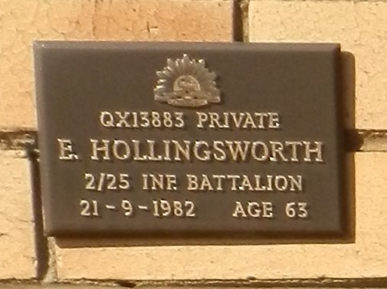 QX13883 PRIVATE
E. HOLLINGSWORTH
2/25 INF. BATTALION
21-9-1982 AGE 63